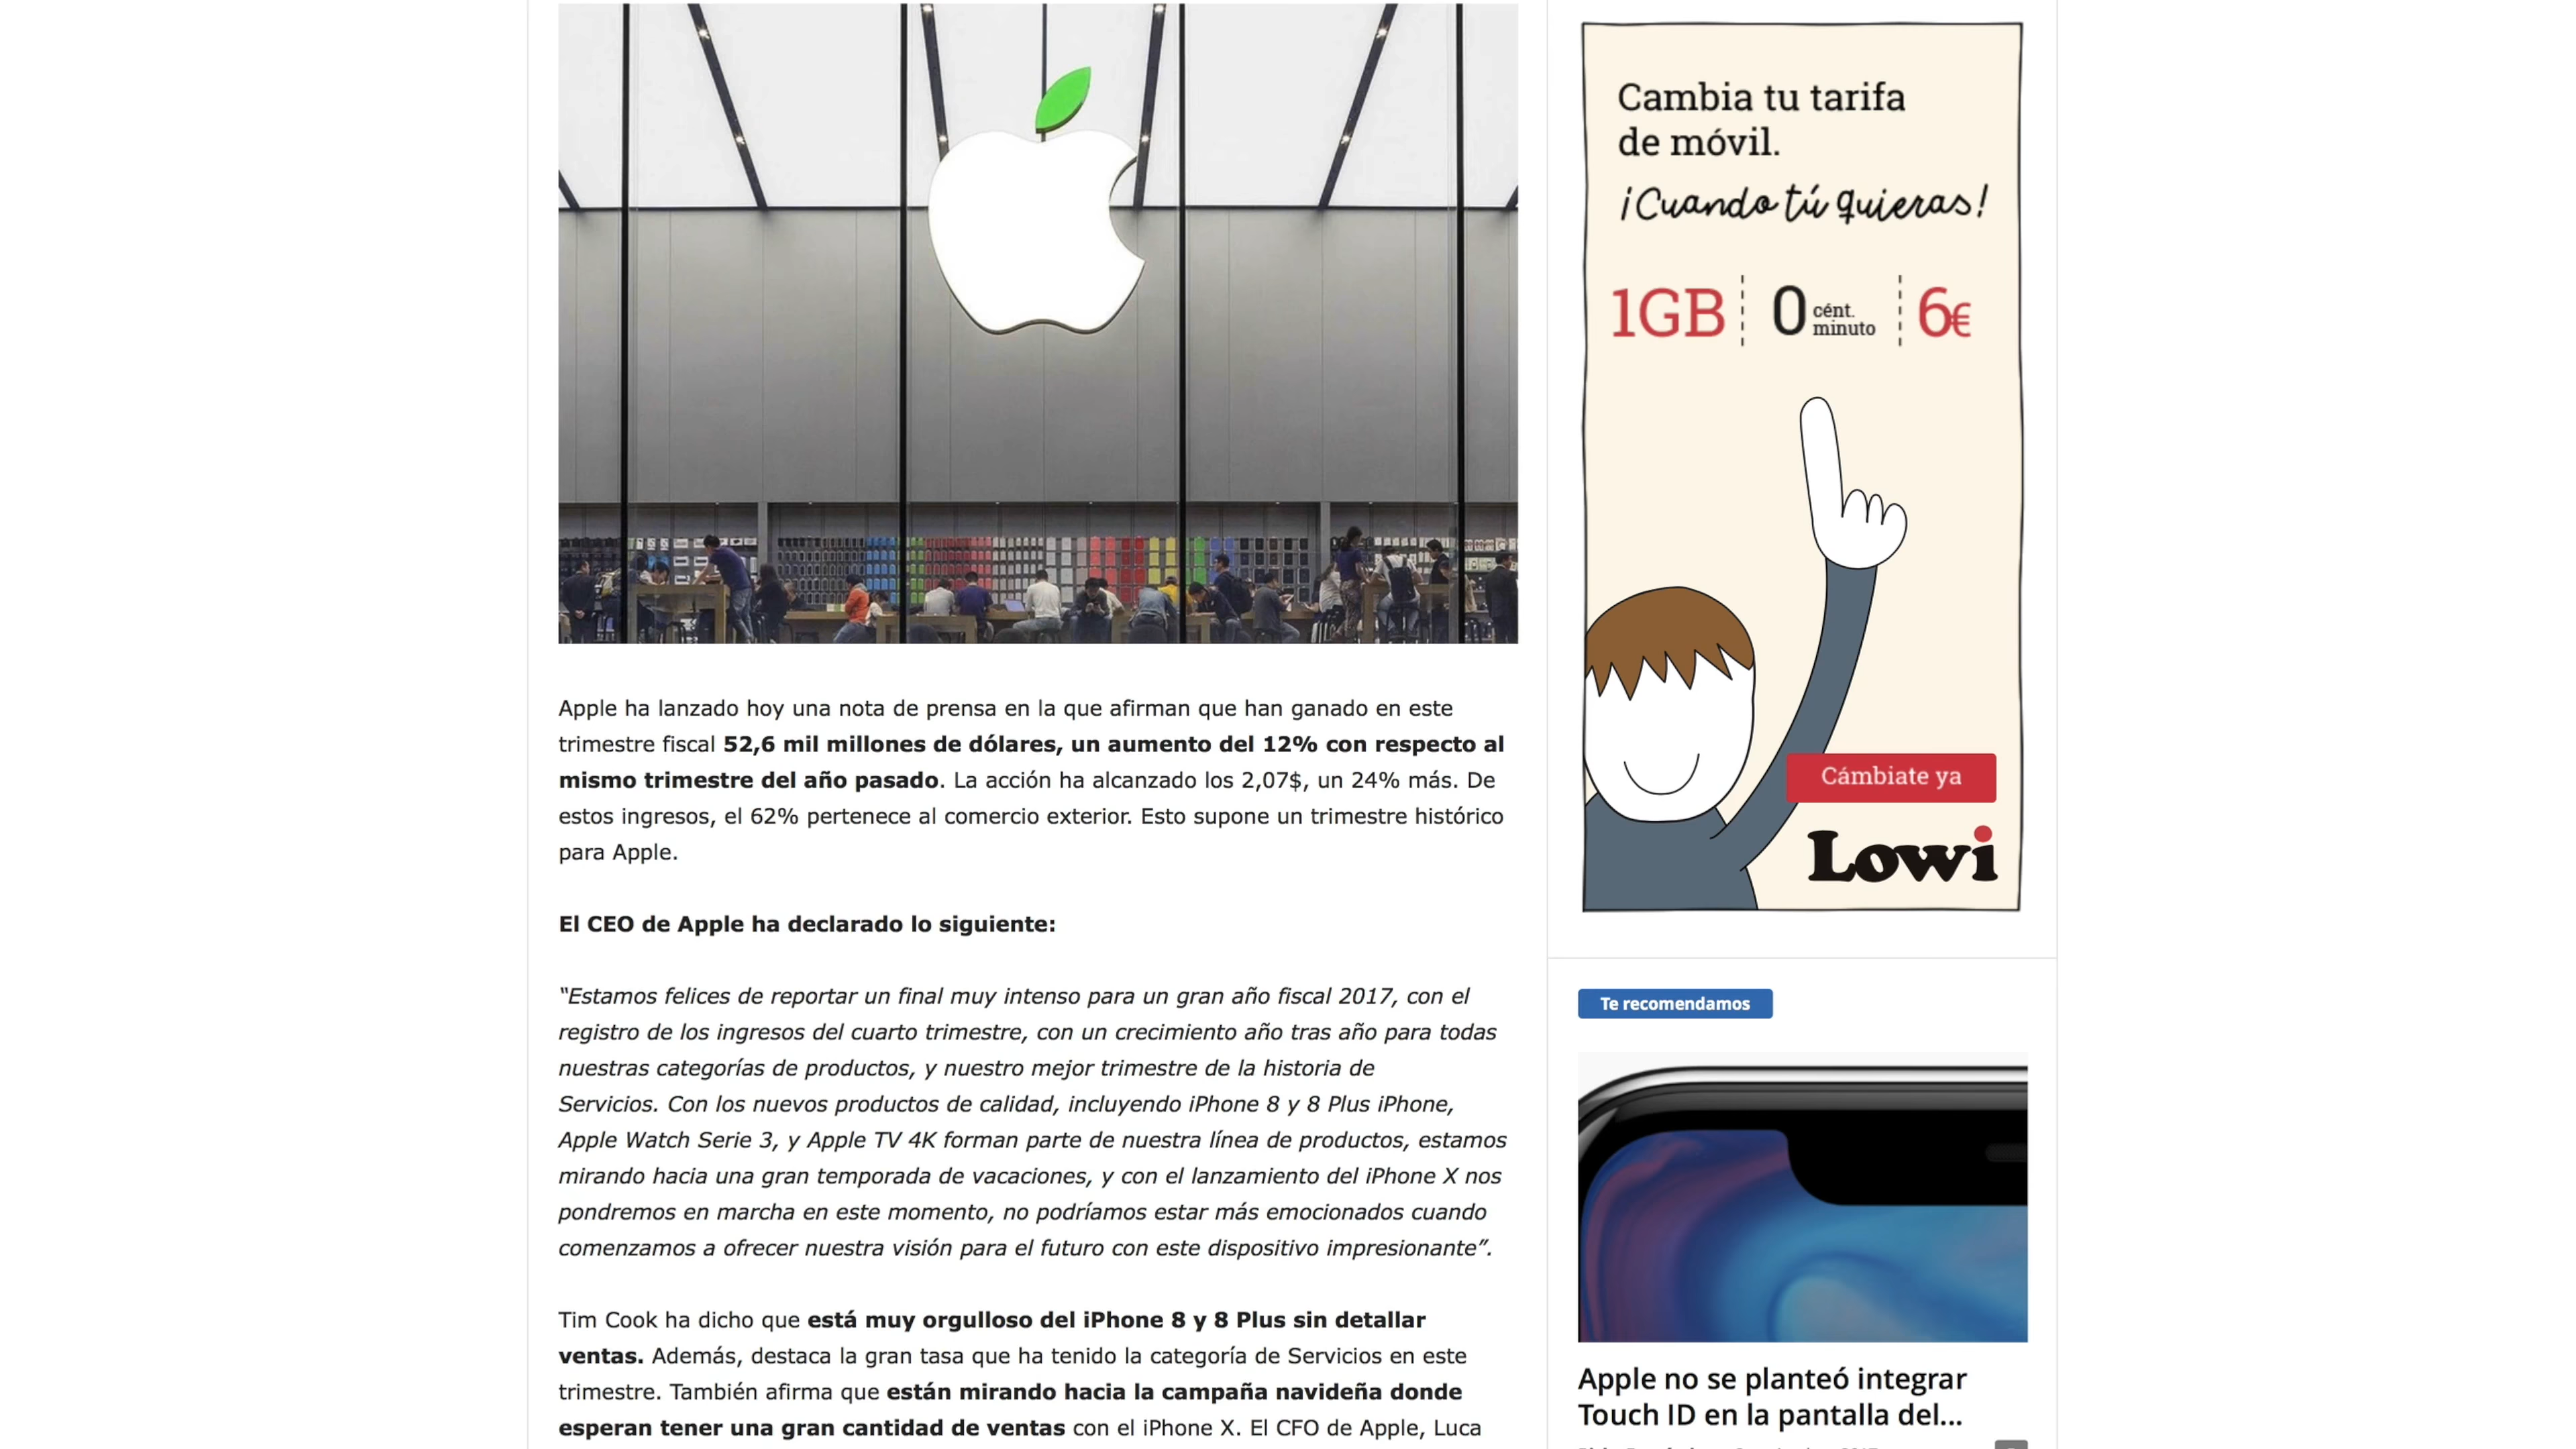 Apple ha lanzado hoy una nota de prensa en la que afirman que han ganado en este
trimestre fiscal 52,6 mil millones de dólares, un aumento del 12% con respecto al
mismo trimestre del año pasado. La acción ha alcanzado los 2,07$, un 24% más. De
estos ingresos, el 62% pertenece al comercio exterior. Esto supone un trimestre histórico
para Apple.
El CEO de Apple ha declarado lo siguiente:
“Estamos felices de reportar un final muy intenso para un gran año fiscal 2017, con el
registro de los ingresos del cuarto trimestre, con un crecimiento año tras año para todas
nuestras categorías de productos, y nuestro mejor trimestre de la historia de
Servicios. Con los nuevos productos de calidad, incluyendo iPhone 8 y 8 Plus iPhone,
Apple Watch Serie 3, y Apple TV 4K forman parte de nuestra línea de productos, estamos
mirando hacia una gran temporada de vacaciones, y con el lanzamiento del iPhone X nos
pondremos en marcha en este momento, no podríamos estar más emocionados cuando
comenzamos a ofrecer nuestra visión para el futuro con este dispositivo impresionante”.
Tim Cook ha dicho que está muy orgulloso del iPhone 8 y 8 Plus sin detallar
ventas. Además, destaca la gran tasa que ha tenido la categoría de Servicios en este
trimestre. También afirma que están mirando hacia la campaña navideña donde
esperan tener una gran cantidad de ventas con el iPhone X. El CFO de Apple, Luca
Cambia tu tarifa
de móvil.
¡Cuando tú quieras!
1GB 0 cént. minuto 6€
Cámbiate ya
Lowi
Te recomendamos
Apple no se planteó integrar
Touch ID en la pantalla del...